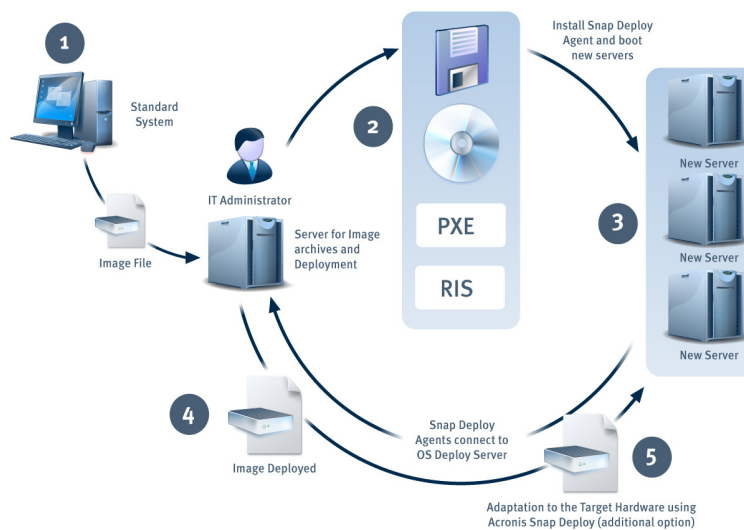 1
Standard
System
Image File
IT Administrator
Server for Image
archives and
Deployment
2
PXE
RIS
Install Snap Deploy
Agent and boot
new servers
3
New Server
New Server
New Server
4
Image Deployed
Snap Deploy
Agents connect to
OS Deploy Server
5
Adaptation to the Target Hardware using
Acronis Snap Deploy (additional option)